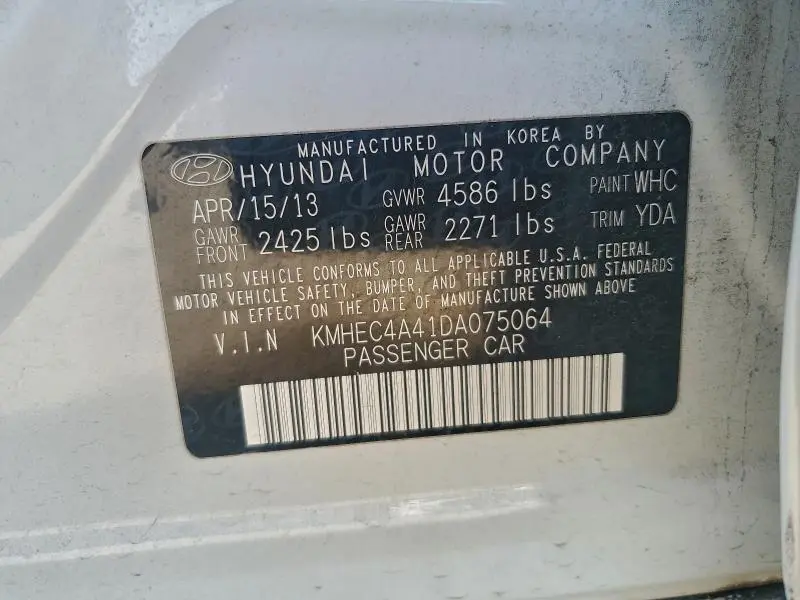 MANUFACTURED IN KOREA BY
HYUNDAI MOTOR COMPANY
APR/15/13 GVWR 4586 lbs PAINT WHC
GAWR FRONT 2425 lbs GAWR REAR 2271 lbs TRIM YDA
THIS VEHICLE CONFORMS TO ALL APPLICABLE U.S.A. FEDERAL
MOTOR VEHICLE SAFETY, BUMPER, AND THEFT PREVENTION STANDARDS
IN EFFECT ON THE DATE OF MANUFACTURE SHOWN ABOVE
V.I.N KMHEC4A41DA075064
PASSENGER CAR